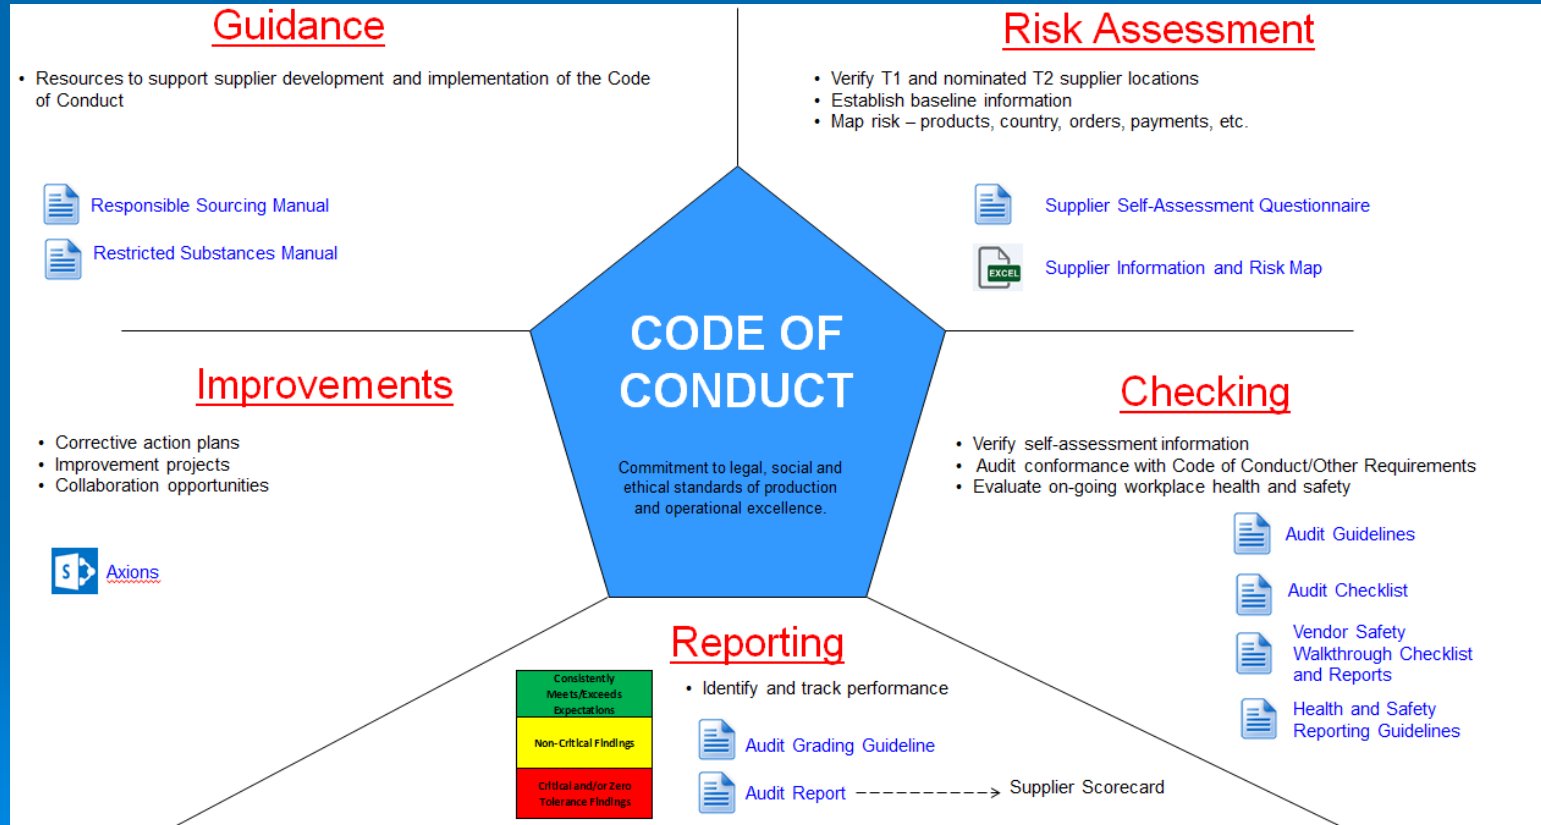 Guidance
• Resources to support supplier development and implementation of the Code
of Conduct
Responsible Sourcing Manual
Restricted Substances Manual
Risk Assessment
• Verify T1 and nominated T2 supplier locations
• Establish baseline information
• Map risk – products, country, orders, payments, etc.
Supplier Self-Assessment Questionnaire
EXCEL
Supplier Information and Risk Map
CODE OF
CONDUCT
Commitment to legal, social and
ethical standards of production
and operational excellence.
Improvements
• Corrective action plans
• Improvement projects
• Collaboration opportunities
S
Axions
Checking
• Verify self-assessment information
• Audit conformance with Code of Conduct/Other Requirements
• Evaluate on-going workplace health and safety
Audit Guidelines
Audit Checklist
Vendor Safety
Walkthrough Checklist
and Reports
Health and Safety
Reporting Guidelines
Reporting
• Identify and track performance
Consistently
Meets/Exceeds
Expectations
Non-Critical Findings
Critical and/or Zero
Tolerance Findings
Audit Grading Guideline
Audit Report
Supplier Scorecard